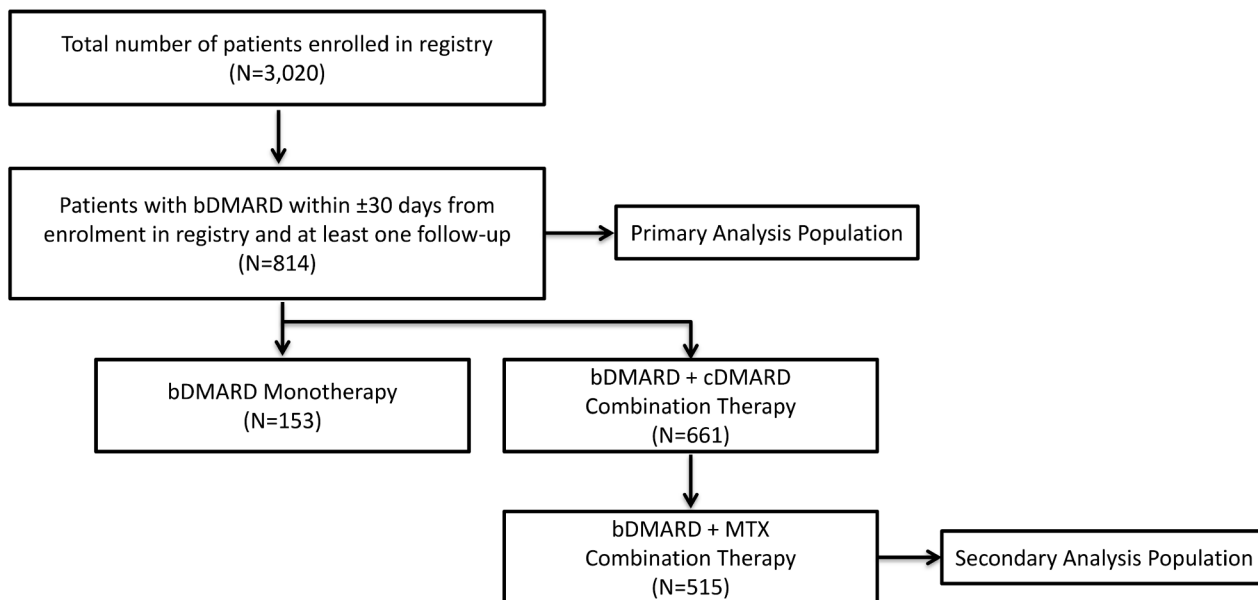 Total number of patients enrolled in registry
(N=3,020)
Patients with bDMARD within ±30 days from
enrolment in registry and at least one follow-up
(N=814)
Primary Analysis Population
bDMARD Monotherapy
(N=153)
bDMARD + cDMARD
Combination Therapy
(N=661)
bDMARD + MTX
Combination Therapy
(N=515)
Secondary Analysis Population